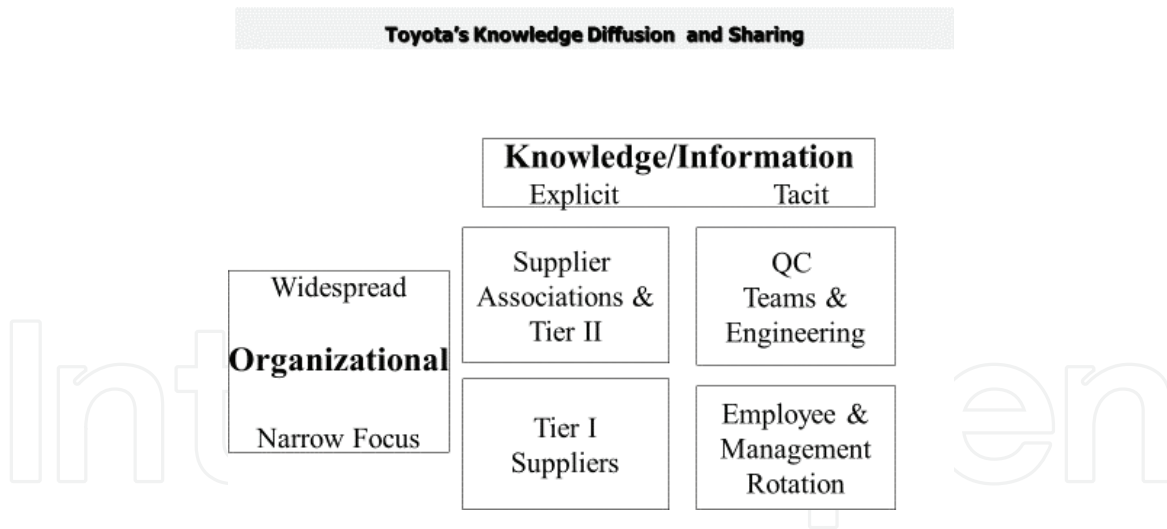 Toyota's Knowledge Diffusion and Sharing
Knowledge/Information
Explicit Tacit
Widespread
Organizational
Narrow Focus
Supplier
Associations &
Tier II
QC
Teams &
Engineering
Tier I
Suppliers
Employee &
Management
Rotation